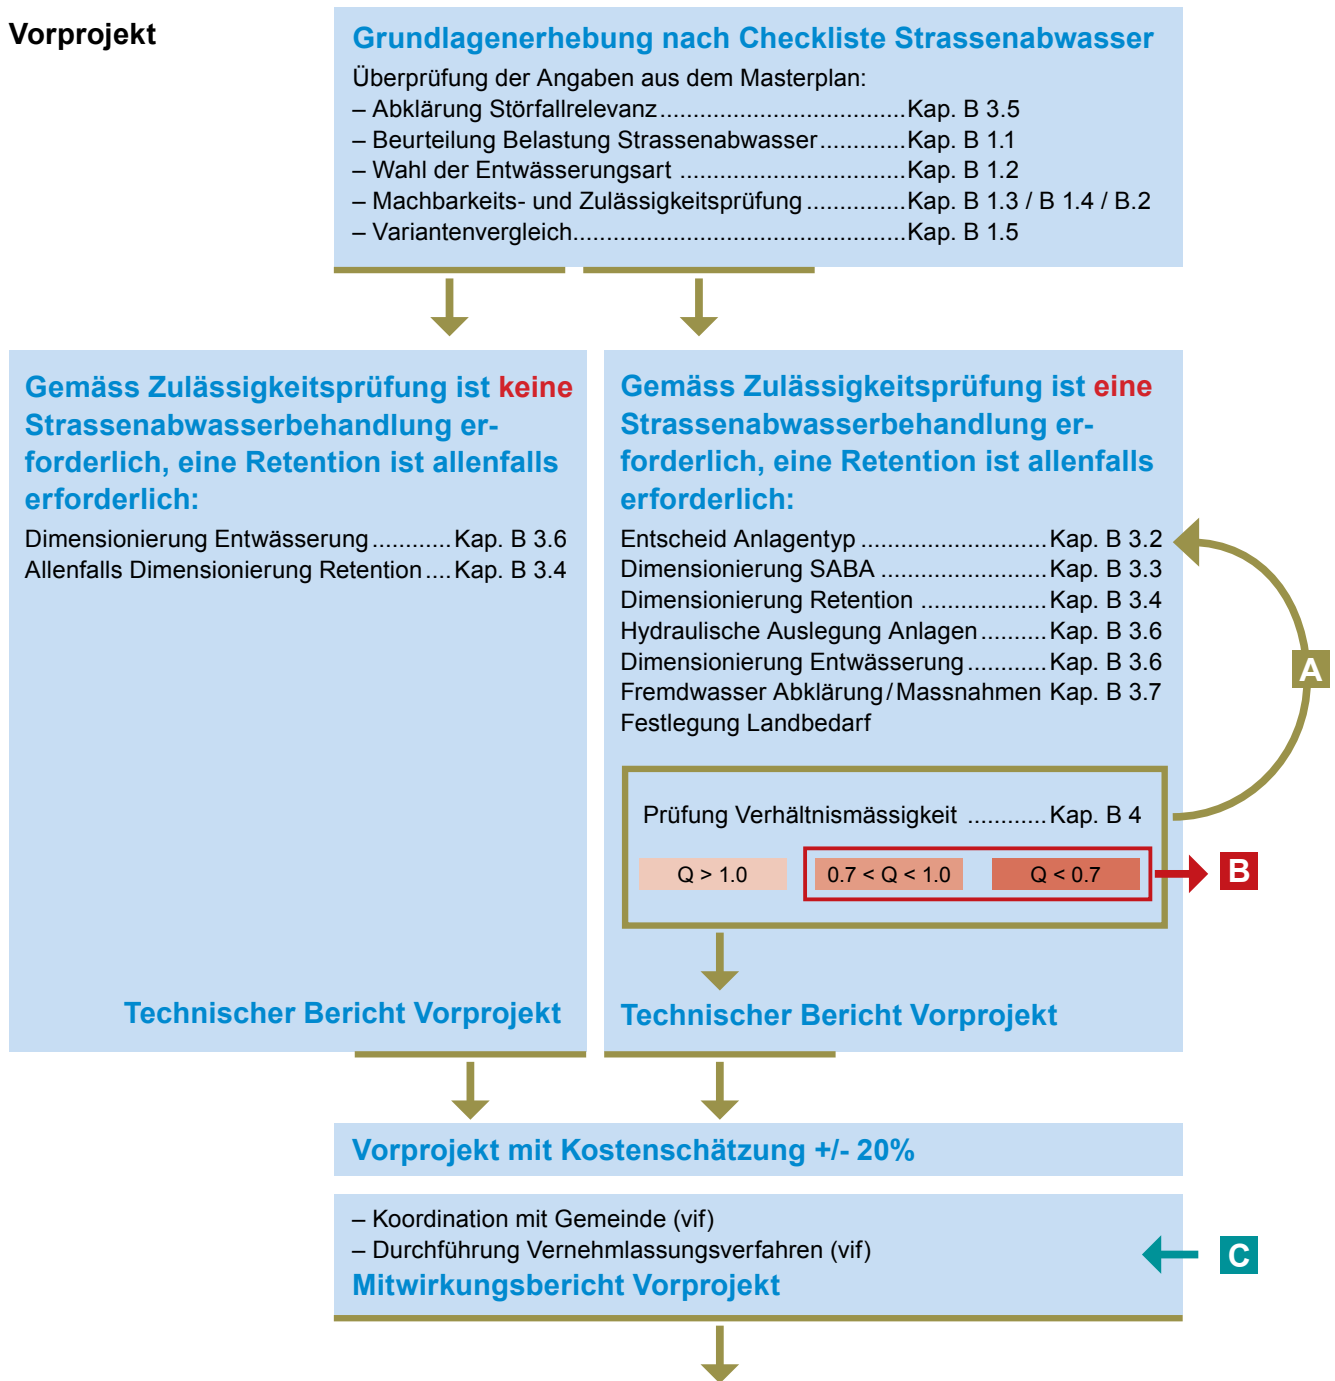 Vorprojekt
Grundlagenerhebung nach Checkliste Strassenabwasser
Überprüfung der Angaben aus dem Masterplan:
– Abklärung Störfallrelevanz.....................................Kap. B 3.5
– Beurteilung Belastung Strassenabwasser.............Kap. B 1.1
– Wahl der Entwässerungsart ..................................Kap. B 1.2
– Machbarkeits- und Zulässigkeitsprüfung...............Kap. B 1.3 / B 1.4 / B.2
– Variantenvergleich..................................................Kap. B 1.5
Gemäss Zulässigkeitsprüfung ist keine
Strassenabwasserbehandlung er-
forderlich, eine Retention ist allenfalls
erforderlich:
Dimensionierung Entwässerung............Kap. B 3.6
Allenfalls Dimensionierung Retention....Kap. B 3.4
Technischer Bericht Vorprojekt
Gemäss Zulässigkeitsprüfung ist eine
Strassenabwasserbehandlung er-
forderlich, eine Retention ist allenfalls
erforderlich:
Entscheid Anlagentyp ............................Kap. B 3.2
Dimensionierung SABA .........................Kap. B 3.3
Dimensionierung Retention ...................Kap. B 3.4
Hydraulische Auslegung Anlagen..........Kap. B 3.6
Dimensionierung Entwässerung............Kap. B 3.6
Fremdwasser Abklärung/Massnahmen Kap. B 3.7
Festlegung Landbedarf
A
Prüfung Verhältnismässigkeit ............Kap. B 4
Q > 1.0 0.7 < Q < 1.0 Q < 0.7
B
Technischer Bericht Vorprojekt
Vorprojekt mit Kostenschätzung +/- 20%
– Koordination mit Gemeinde (vif)
– Durchführung Vernehmlassungsverfahren (vif)
C
Mitwirkungsbericht Vorprojekt